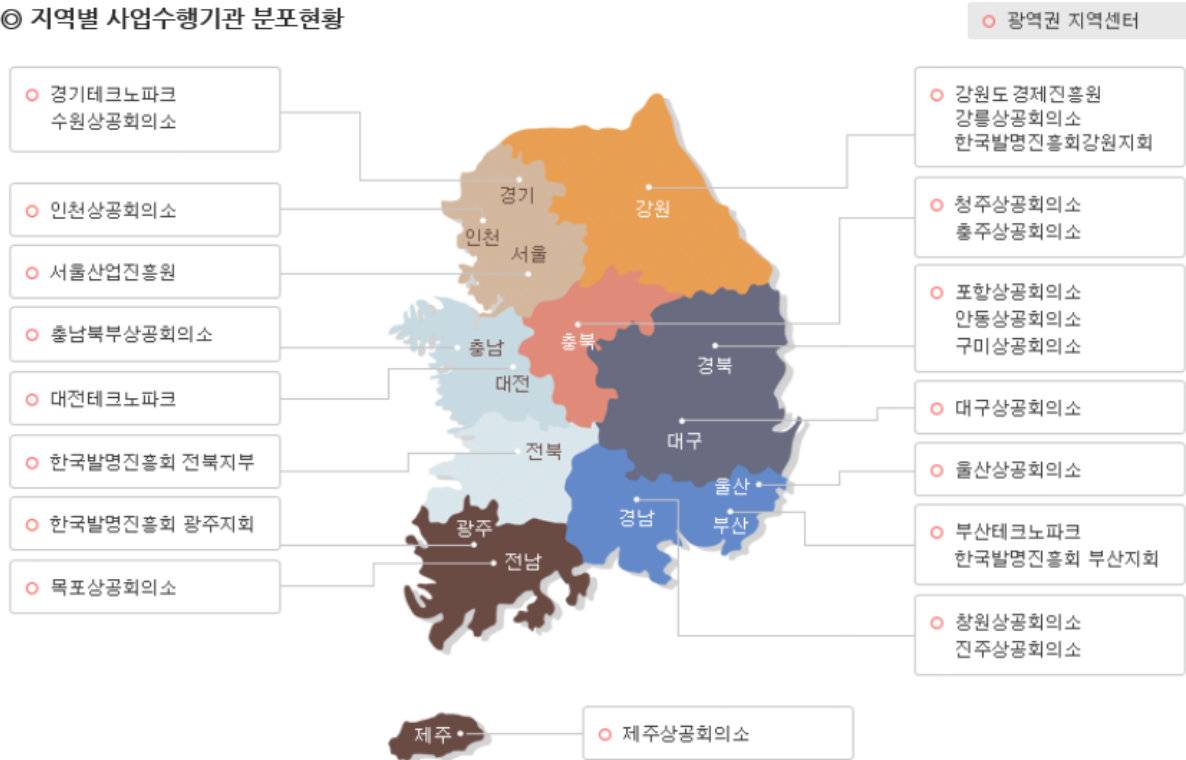 ◎ 지역별 사업수행기관 분포현황
광역권 지역센터
경기테크노파크
수원상공회의소
인천상공회의소
서울산업진흥원
충남북부상공회의소
대전테크노파크
한국발명진흥회 전북지부
한국발명진흥회 광주지회
목포상공회의소
경기
인천
서울
강원
충남
대전
충북
경북
대구
전북
울산
경남
부산
광주
전남
제주
강원도 경제진흥원
강릉상공회의소
한국발명진흥회강원지회
청주상공회의소
충주상공회의소
포항상공회의소
안동상공회의소
구미상공회의소
대구상공회의소
울산상공회의소
부산테크노파크
한국발명진흥회 부산지회
창원상공회의소
진주상공회의소
제주상공회의소